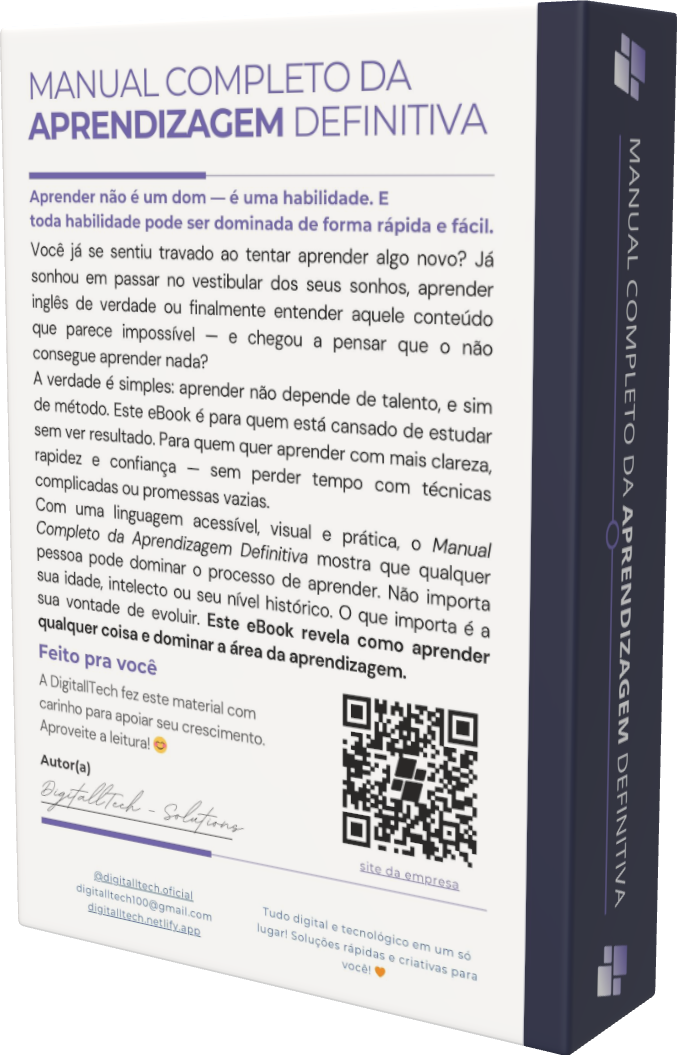 MANUAL COMPLETO DA
APRENDIZAGEM DEFINITIVA
Aprender não é um dom — é uma habilidade. E
toda habilidade pode ser dominada de forma rápida e fácil.
Você já se sentiu travado ao tentar aprender algo novo? Já
sonhou em passar no vestibular dos seus sonhos, aprender
inglês de verdade ou finalmente entender aquele conteúdo
que parece impossível — e chegou a pensar que o não
consegue aprender nada?
A verdade é simples: aprender não depende de talento, e sim
de método. Este eBook é para quem está cansado de estudar
sem ver resultado. Para quem quer aprender com mais clareza,
rapidez e confiança — sem perder tempo com técnicas
complicadas ou promessas vazias.
Com uma linguagem acessível, visual e prática, o Manual
Completo da Aprendizagem Definitiva mostra que qualquer
pessoa pode dominar o processo de aprender. Não importa
sua idade, intelecto ou seu nível histórico. O que importa é a
sua vontade de evoluir. Este eBook revela como aprender
qualquer coisa e dominar a área da aprendizagem.
Feito pra você
A DigitallTech fez este material com
carinho para apoiar seu crescimento.
Aproveite a leitura! 😊
Autor(a)
DigitallTech - Solutions
site da empresa
@digitalltech.oficial
digitalltech100@gmail.com
digitalltech.netlify.app
Tudo digital e tecnológico em um só
lugar! Soluções rápidas e criativas para
você! 🧡
MANUAL COMPLETO DA APRENDIZAGEM DEFINITIVA